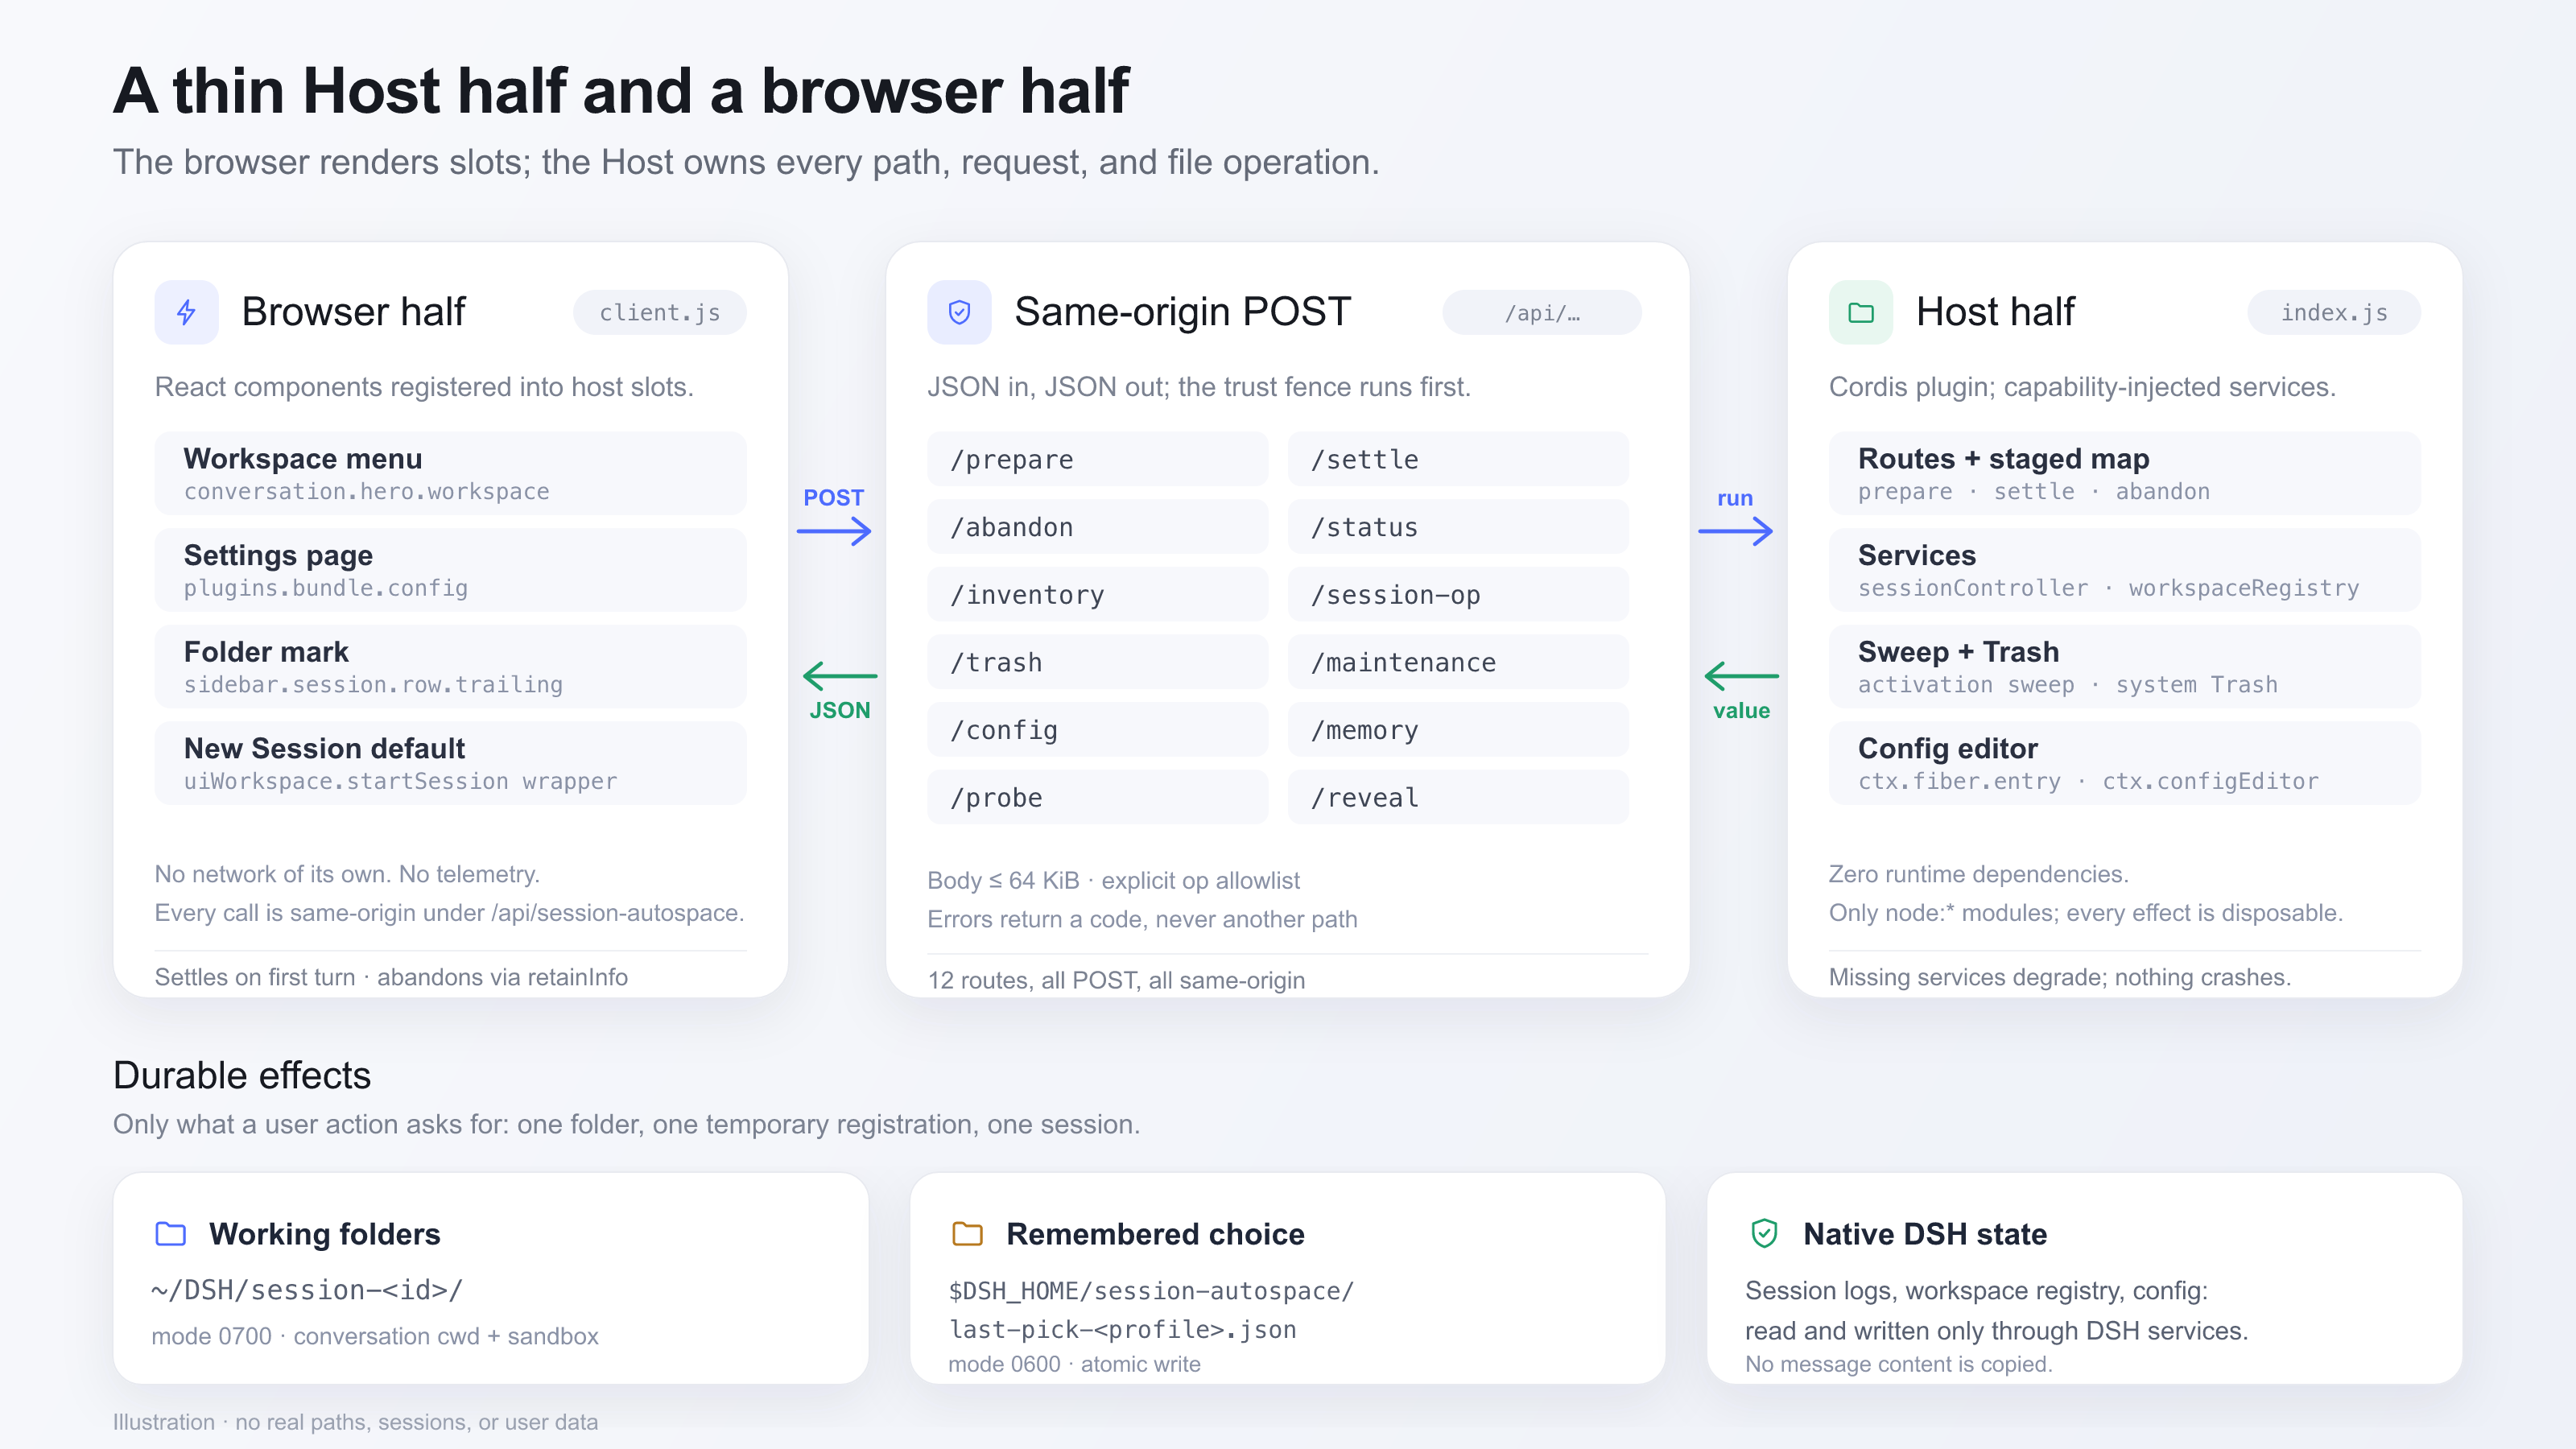 A thin Host half and a browser half
The browser renders slots; the Host owns every path, request, and file operation.
Browser half
client.js
React components registered into host slots.
Workspace menu
conversation.hero.workspace
Settings page
plugins.bundle.config
Folder mark
sidebar.session.row.trailing
New Session default
uiWorkspace.startSession wrapper
No network of its own. No telemetry.
Every call is same-origin under /api/session-autospace.
Settles on first turn · abandons via retainInfo
POST
JSON
Same-origin POST
/api/…
JSON in, JSON out; the trust fence runs first.
/prepare
/settle
/abandon
/status
/inventory
/session-op
/trash
/maintenance
/config
/memory
/probe
/reveal
Body ≤ 64 KiB · explicit op allowlist
Errors return a code, never another path
12 routes, all POST, all same-origin
run
value
Host half
index.js
Cordis plugin; capability-injected services.
Routes + staged map
prepare · settle · abandon
Services
sessionController · workspaceRegistry
Sweep + Trash
activation sweep · system Trash
Config editor
ctx.fiber.entry · ctx.configEditor
Zero runtime dependencies.
Only node:* modules; every effect is disposable.
Missing services degrade; nothing crashes.
Durable effects
Only what a user action asks for: one folder, one temporary registration, one session.
Working folders
~/DSH/session-<id>/
mode 0700 · conversation cwd + sandbox
Remembered choice
$DSH_HOME/session-autospace/
last-pick-<profile>.json
mode 0600 · atomic write
Native DSH state
Session logs, workspace registry, config:
read and written only through DSH services.
No message content is copied.
Illustration · no real paths, sessions, or user data